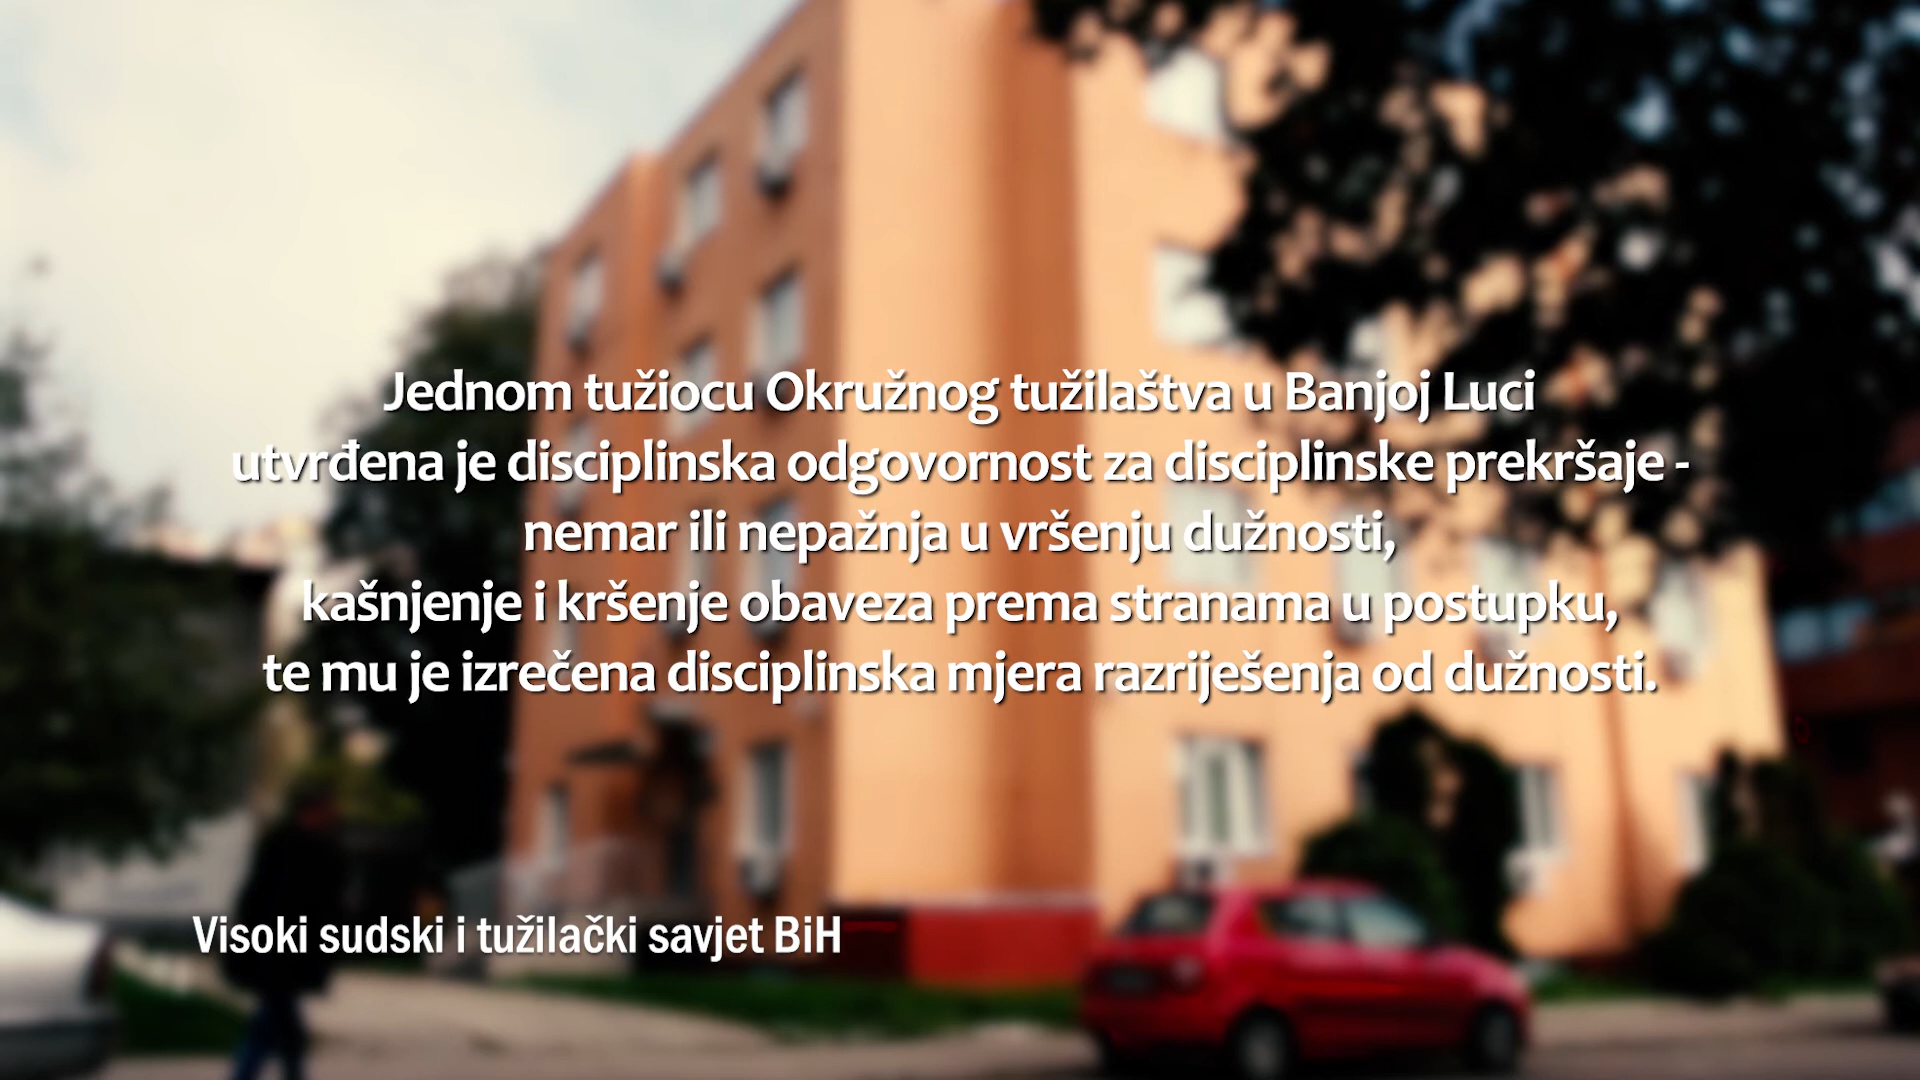 Jednom tužiocu Okružnog tužilaštva u Banjoj Luci
utvrđena je disciplinska odgovornost za disciplinske prekršaje -
nemar ili nepažnja u vršenju dužnosti,
kašnjenje i kršenje obaveza prema stranama u postupku,
te mu je izrečena disciplinska mjera razriješenja od dužnosti.
Visoki sudski i tužilački savjet BiH